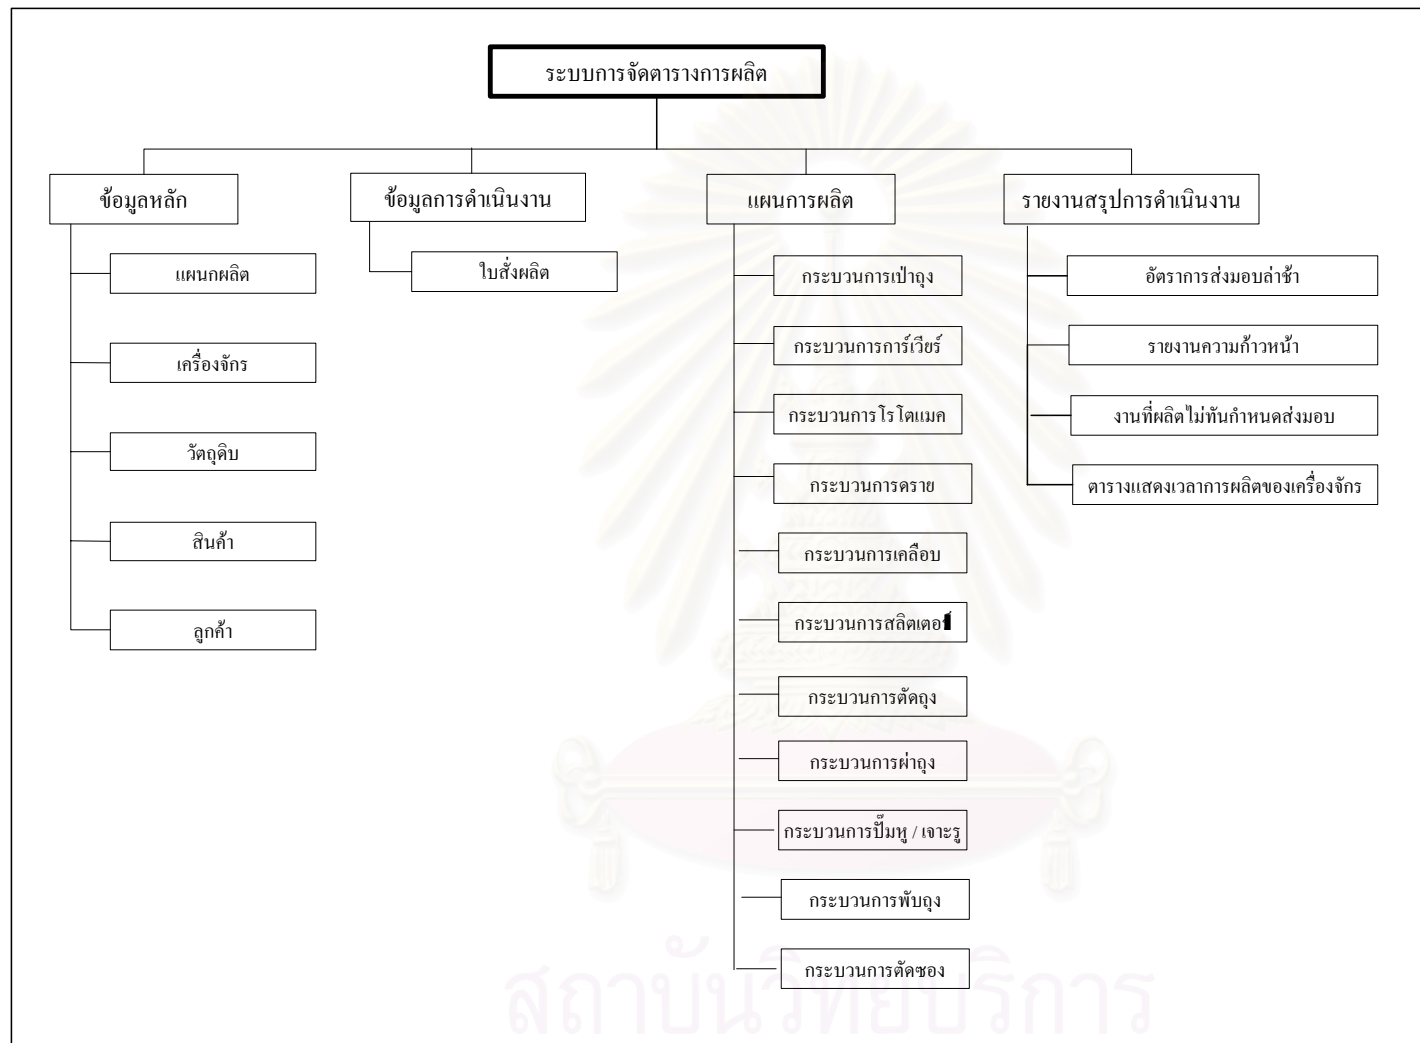 ระบบการจัดตารางการผลิต
ข้อมูลหลัก
แผนกผลิต
เครื่องจักร
วัตถุดิบ
สินค้า
ลูกค้า
ข้อมูลการดำเนินงาน
ใบสั่งผลิต
แผนการผลิต
กระบวนการเป่าถุง
กระบวนการการ์เวียร์
กระบวนการโรโตแมค
กระบวนการดราย
กระบวนการเคลือบ
กระบวนการสลิตเตอร์
กระบวนการตัดถุง
กระบวนการผ่าถุง
กระบวนการปั๊มหู / เจาะรู
กระบวนการพับถุง
กระบวนการตัดซอง
รายงานสรุปการดำเนินงาน
อัตราการส่งมอบล่าช้า
รายงานความก้าวหน้า
งานที่ผลิตไม่ทันกำหนดส่งมอบ
ตารางแสดงเวลาการผลิตของเครื่องจักร
สถาบันวิทยบริการ